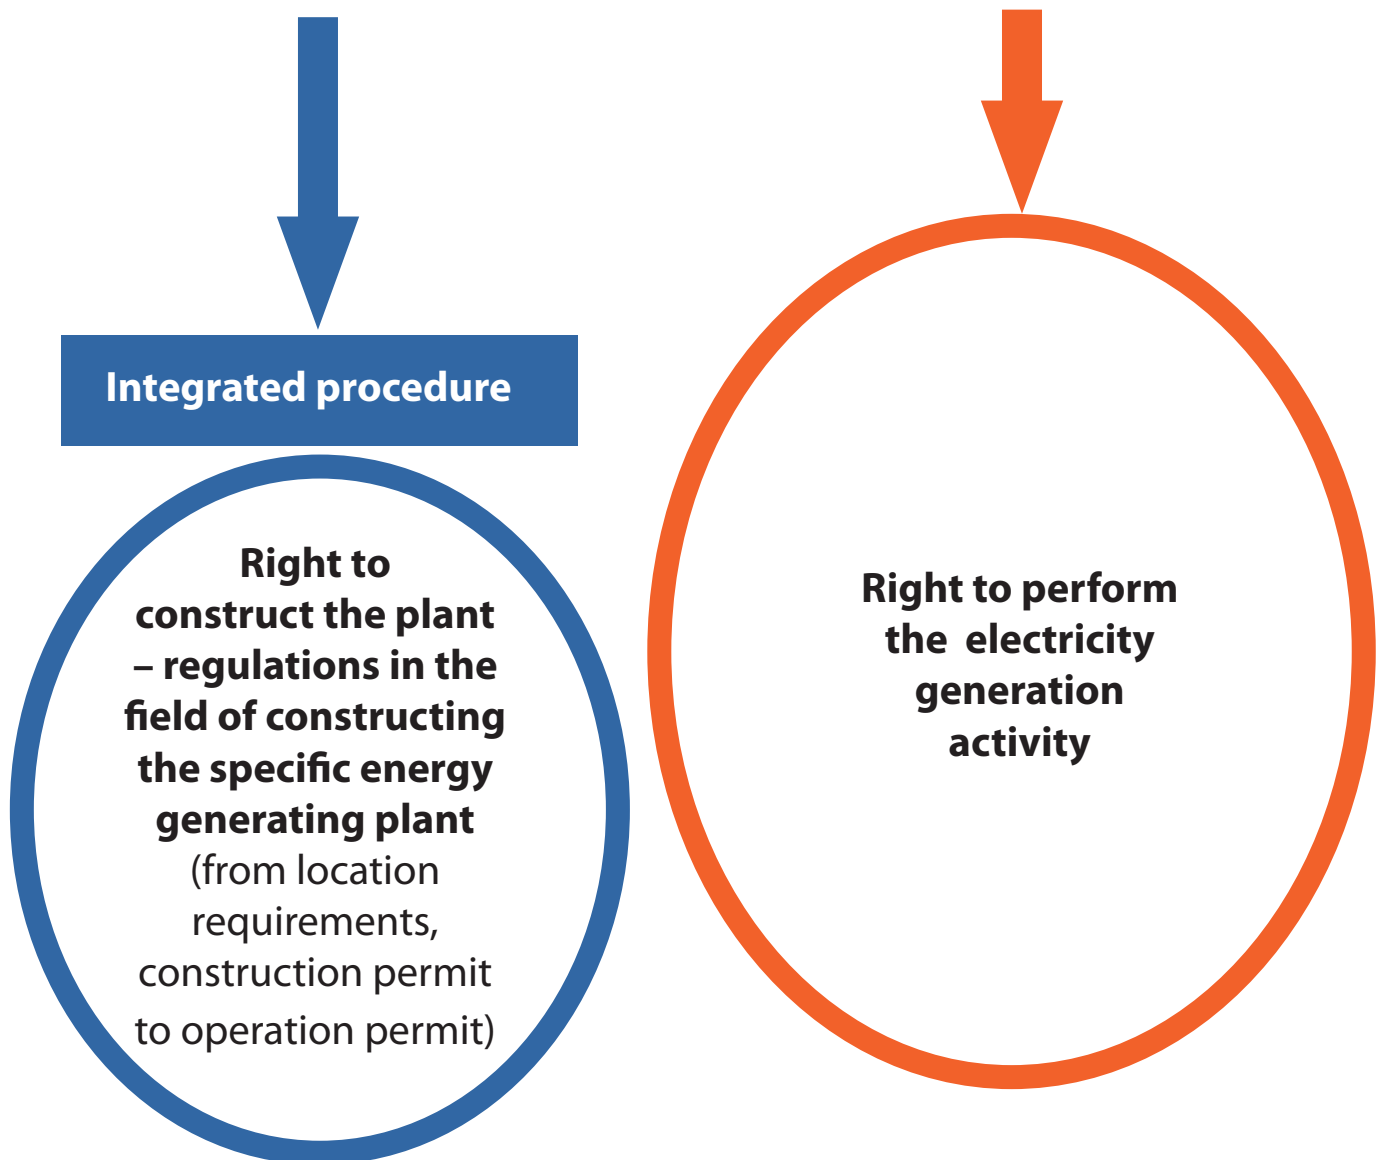 Integrated procedure
Right to
construct the plant
– regulations in the
field of constructing
the specific energy
generating plant
(from location
requirements,
construction permit
to operation permit)
Right to perform
the electricity
generation
activity